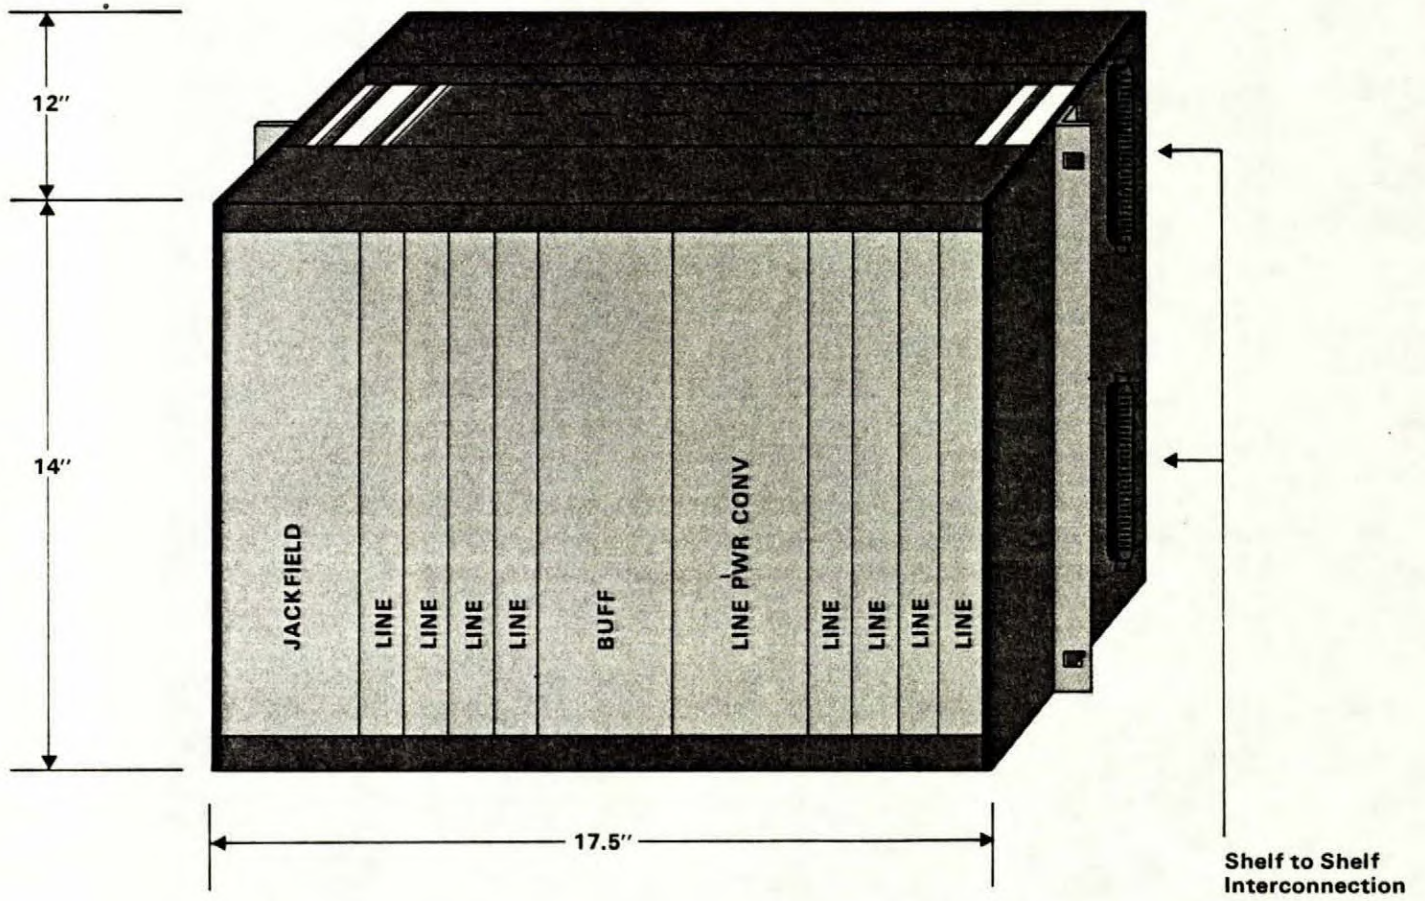 12"
14"
JACKFIELD
LINE
LINE
LINE
LINE
BUFF
LINE PWR CONV
LINE
LINE
LINE
LINE
17.5"
Shelf to Shelf
Interconnection